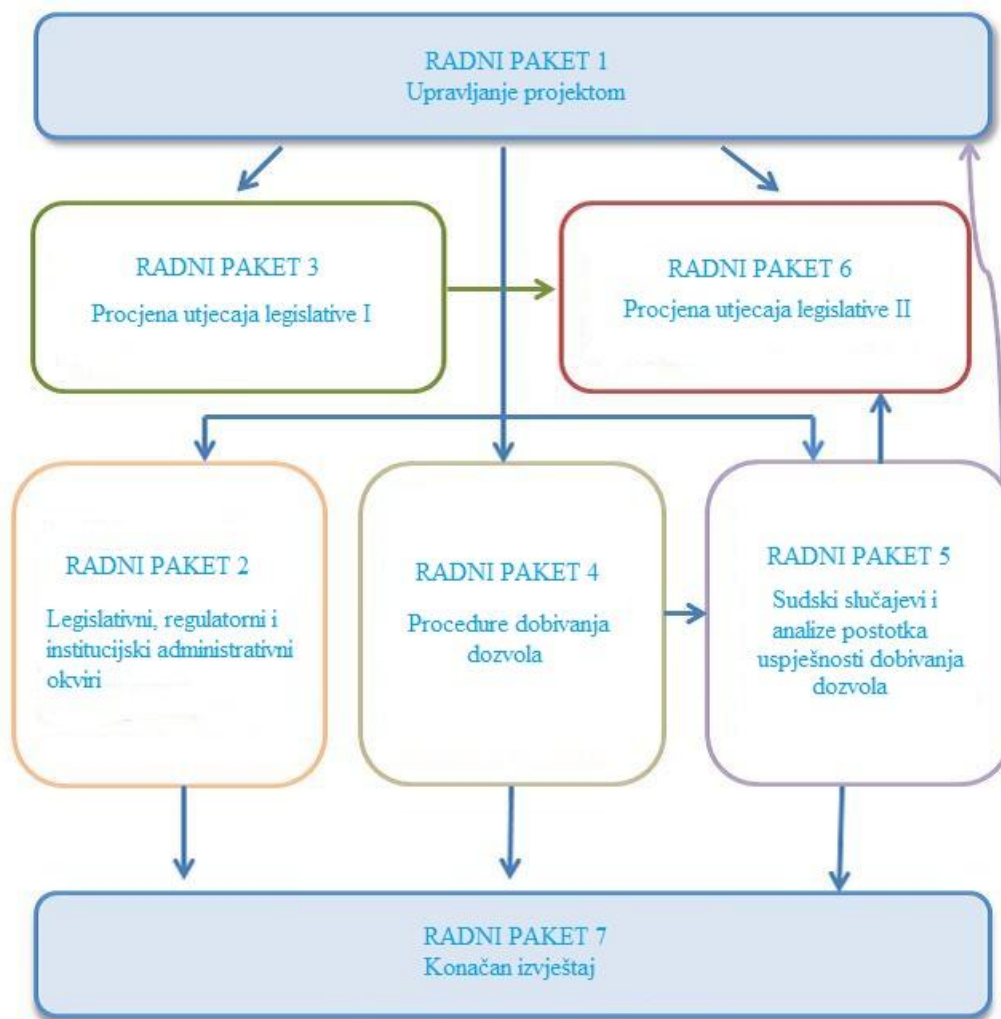 RADNI PAKET 1
Upravljanje projektom
RADNI PAKET 3
Procjena utjecaja legislative I
RADNI PAKET 6
Procjena utjecaja legislative II
RADNI PAKET 2
Legislativni, regulatorni i
institucijski administrativni
okviri
RADNI PAKET 4
Procedure dobivanja
dozvola
RADNI PAKET 5
Sudski slučajevi i
analize postotka
uspješnosti dobivanja
dozvola
RADNI PAKET 7
Konačan izvještaj